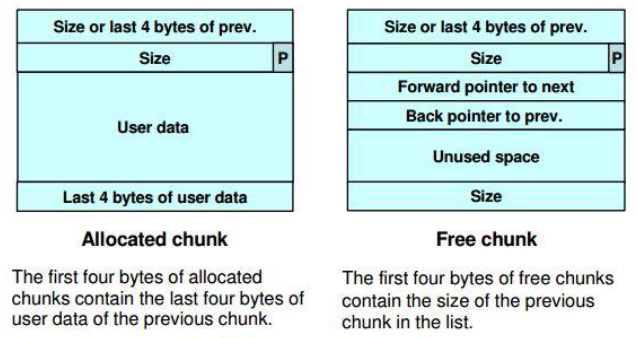 Size or last 4 bytes of prev.
Size
P
User data
Last 4 bytes of user data
Allocated chunk
The first four bytes of allocated
chunks contain the last four bytes of
user data of the previous chunk.
Size or last 4 bytes of prev.
Size
P
Forward pointer to next
Back pointer to prev.
Unused space
Size
Free chunk
The first four bytes of free chunks
contain the size of the previous
chunk in the list.